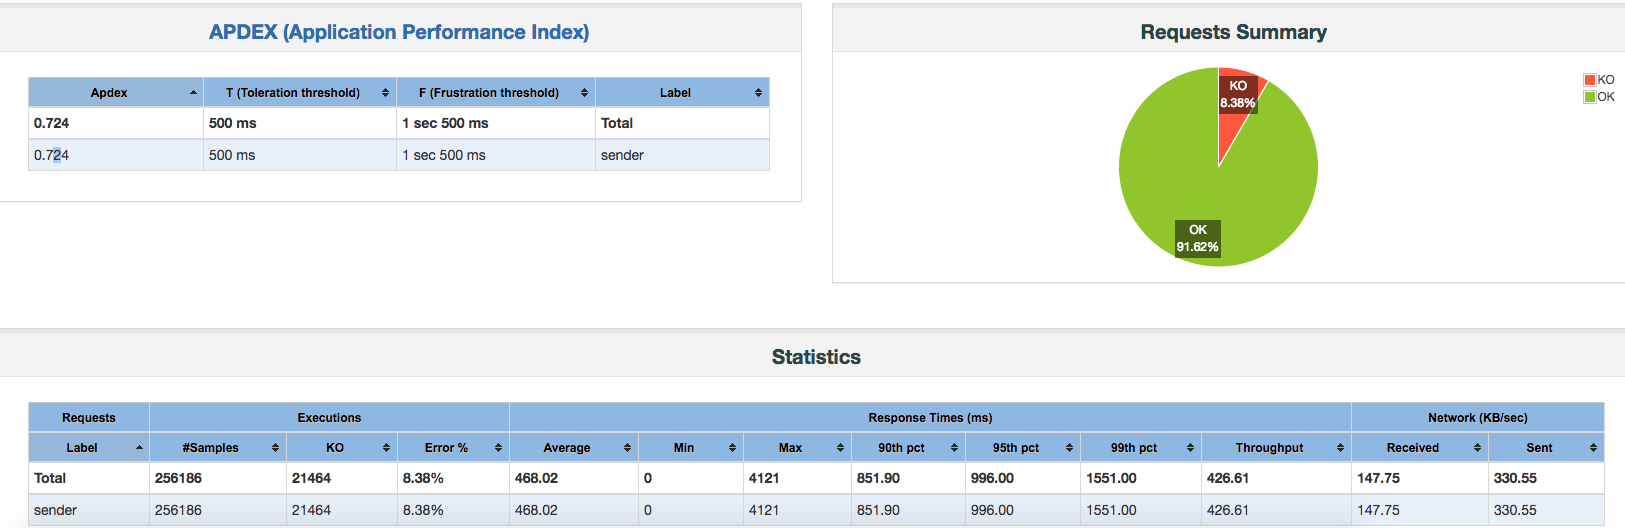 APDEX (Application Performance Index)
Apdex T (Toleration threshold) F (Frustration threshold) Label
0.724 500 ms 1 sec 500 ms Total
0.724 500 ms 1 sec 500 ms sender
Requests Summary
KO
8.38%
OK
91.62%
KO
OK
Statistics
Requests Executions Response Times (ms) Network (KB/sec)
Label #Samples KO Error % Average Min Max 90th pct 95th pct 99th pct Throughput Received Sent
Total 256186 21464 8.38% 468.02 0 4121 851.90 996.00 1551.00 426.61 147.75 330.55
sender 256186 21464 8.38% 468.02 0 4121 851.90 996.00 1551.00 426.61 147.75 330.55